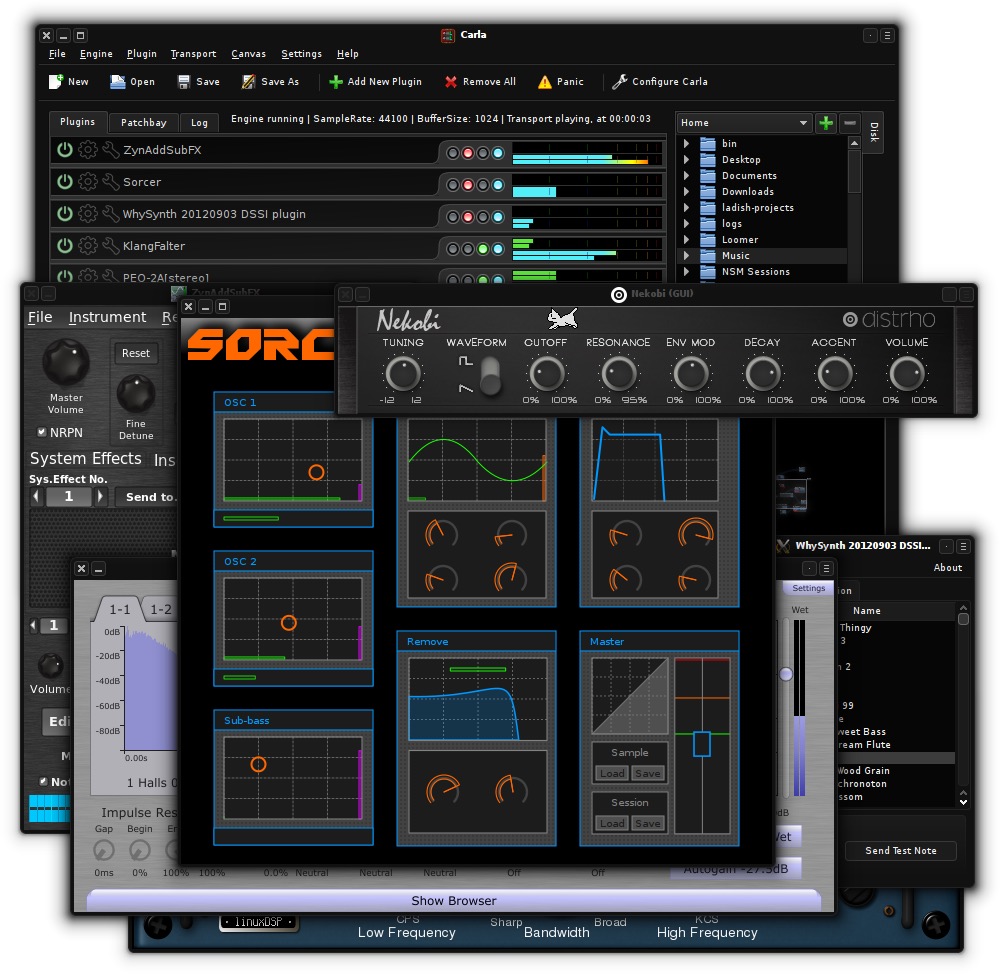 Carla
File Engine Plugin Transport Canvas Settings Help
New Open Save Save As Add New Plugin Remove All Panic Configure Carla
Plugins Patchbay Log Engine running | SampleRate: 44100 | BufferSize: 1024 | Transport playing, at 00:00:03
Home
Disk
ZynAddSubFX
Sorcer
WhySynth 20120903 DSSI plugin
KlangFalter
PEO-2A[stereo]
bin
Desktop
Documents
Downloads
ladish-projects
logs
Loomer
Music
NSM Sessions
ZynAddSubFX
File Instrument Re
Reset
Master
Volume
Fine
Detune
NRPN
System Effects Ins
Sys.Effect No.
1 Send to.
1
Volume
Edi
M
Not
SORC
Nekobi (GUI)
Nekobi
distrho
TUNING WAVEFORM CUTOFF RESONANCE ENV MOD DECAY ACCENT VOLUME
-12 12 0% 100% 0% 95% 0% 100% 0% 100% 0% 100% 0% 100%
OSC 1
OSC 2
Sub-bass
Remove
Master
Sample
Load Save
Session
Load Save
WhySynth 20120903 DSSI...
About
on
Name
Thingy
3
n 2
99
e
weet Bass
ream Flute
Wood Grain
chronoton
ssom
Send Test Note
Settings
Wet
1-1 1-2
0dB
-20dB
-40dB
-60dB
-80dB
0.00s
1 Halls 0
Impulse Res
Gap Begin En
0ms 0% 100% 100% 0.0% Neutral Neutral Neutral Off Off
dB
Wet
Autogain -27.5dB
Show Browser
linuxDSP
CPS Sharp Broad KCS
Low Frequency Bandwidth High Frequency